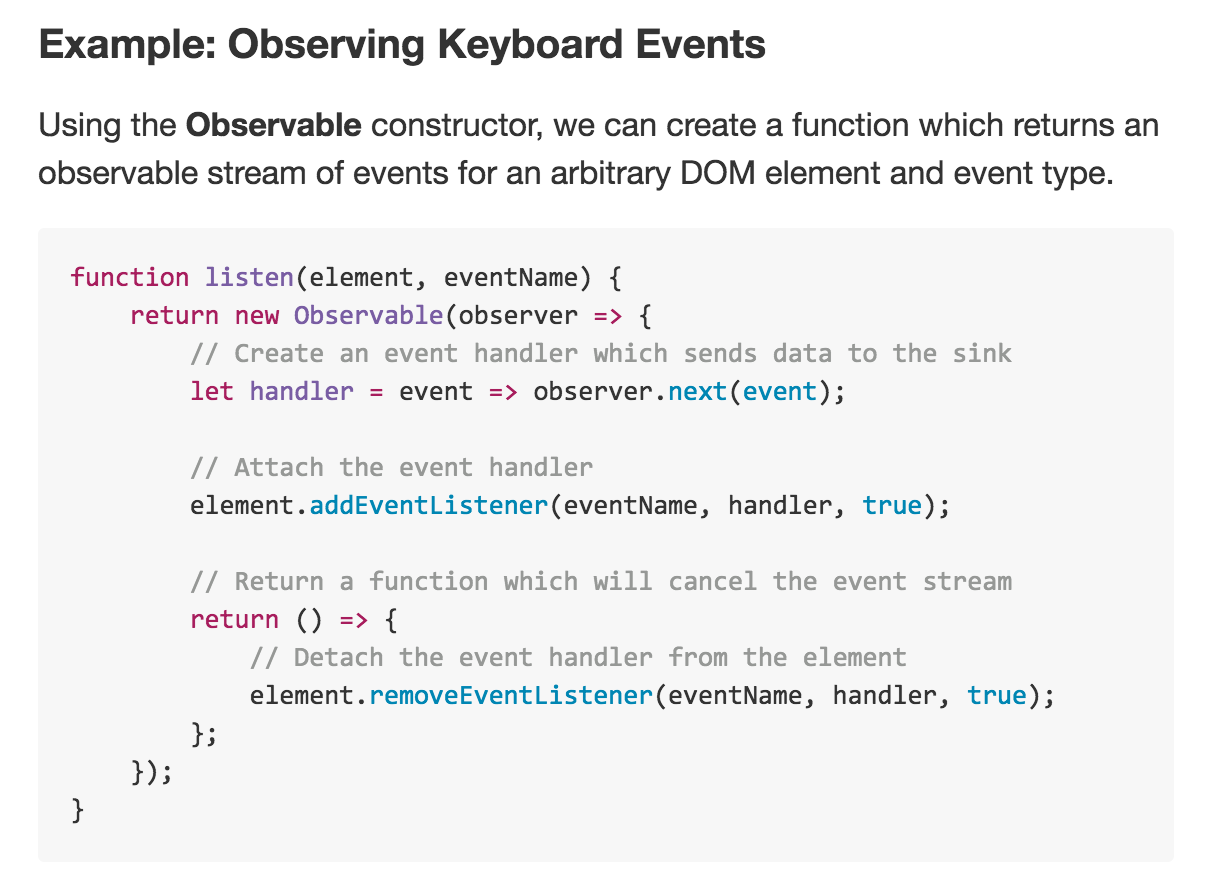 Example: Observing Keyboard Events
Using the Observable constructor, we can create a function which returns an
observable stream of events for an arbitrary DOM element and event type.
function listen(element, eventName) {
    return new Observable(observer => {
        // Create an event handler which sends data to the sink
        let handler = event => observer.next(event);

        // Attach the event handler
        element.addEventListener(eventName, handler, true);

        // Return a function which will cancel the event stream
        return () => {
            // Detach the event handler from the element
            element.removeEventListener(eventName, handler, true);
        };
    });
}